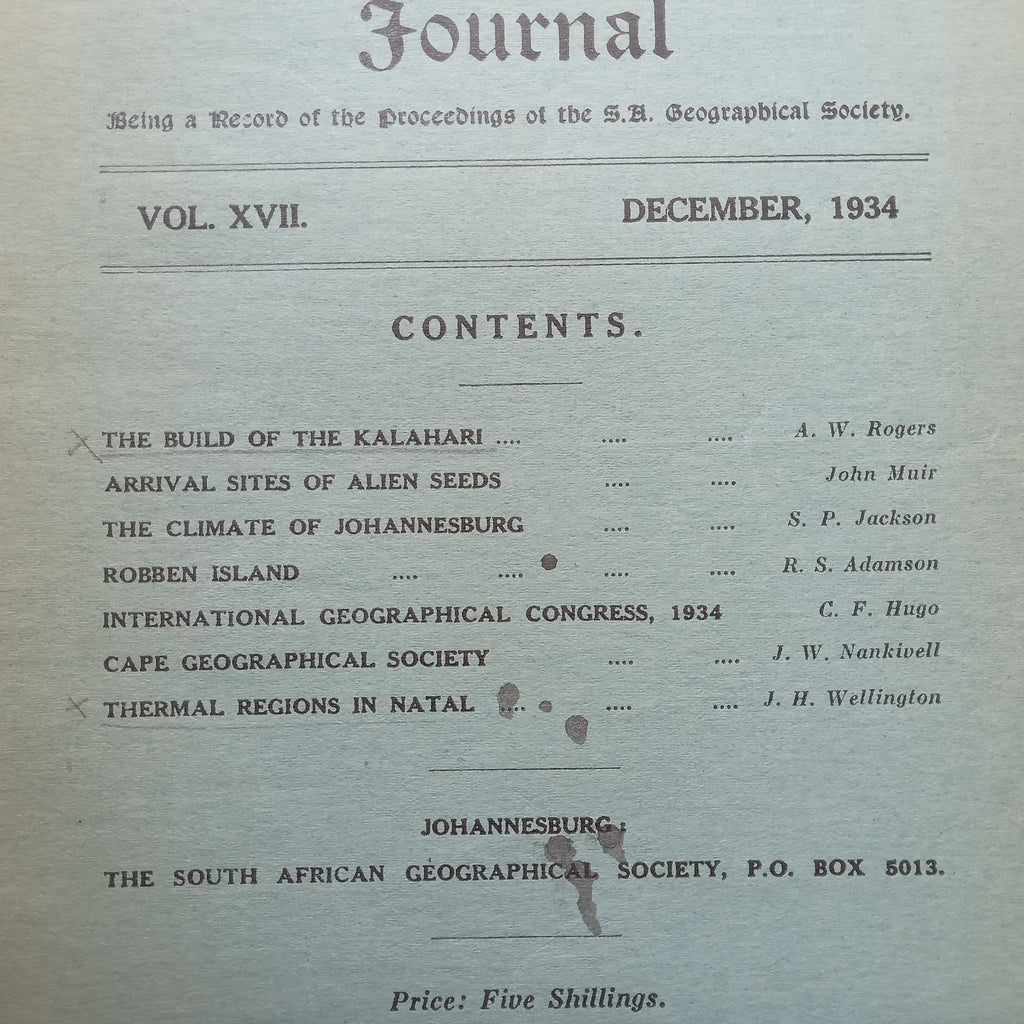 Journal
Being a Record of the Proceedings of the S.A. Geographical Society.
VOL. XVII. DECEMBER, 1934
CONTENTS.
THE BUILD OF THE KALAHARI .... .... .... A. W. Rogers
ARRIVAL SITES OF ALIEN SEEDS .... .... John Muir
THE CLIMATE OF JOHANNESBURG .... .... S. P. Jackson
ROBBEN ISLAND .... .... .... .... R. S. Adamson
INTERNATIONAL GEOGRAPHICAL CONGRESS, 1934 C. F. Hugo
CAPE GEOGRAPHICAL SOCIETY .... .... J. W. Nankivell
THERMAL REGIONS IN NATAL .... .... .... J. H. Wellington
JOHANNESBURG :
THE SOUTH AFRICAN GEOGRAPHICAL SOCIETY, P.O. BOX 5013.
Price: Five Shillings.